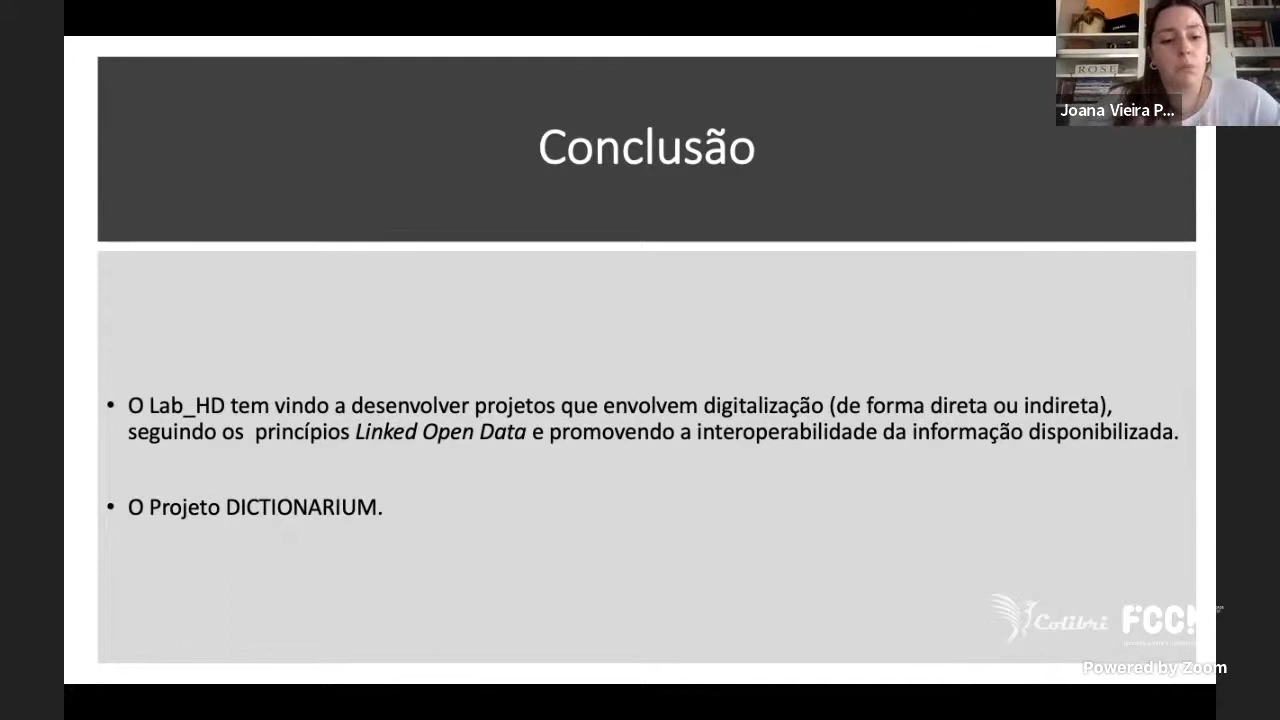 ROSE
Joana Vieira P...
Conclusão
• O Lab_HD tem vindo a desenvolver projetos que envolvem digitalização (de forma direta ou indireta),
seguindo os princípios Linked Open Data e promovendo a interoperabilidade da informação disponibilizada.
• O Projeto DICTIONARIUM.
Colibri FCCN
Powered by Zoom